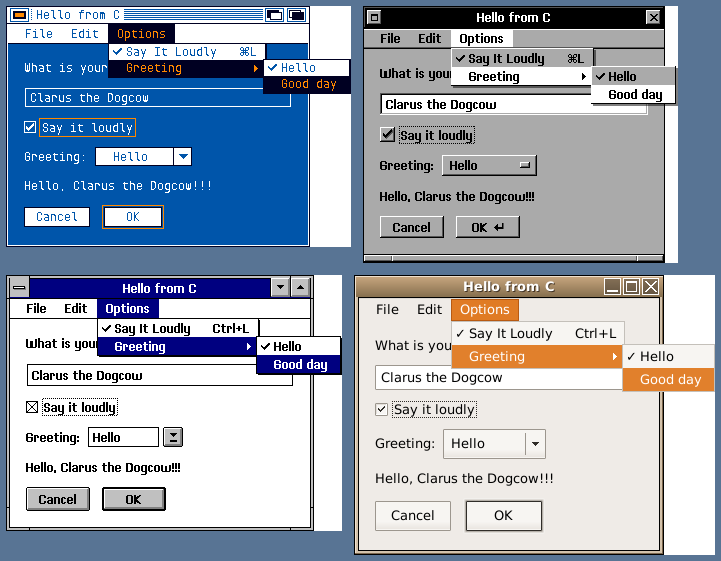 Hello from C
File Edit Options
Say It Loudly ⌘L
What is your
Greeting
Hello
Good day
Clarus the Dogcow
Say it loudly
Greeting: Hello
Hello, Clarus the Dogcow!!!
Cancel OK
Hello from C
File Edit Options
Say It Loudly ⌘L
What is your
Greeting
Hello
Good day
Clarus the Dogcow
Say it loudly
Greeting: Hello
Hello, Clarus the Dogcow!!!
Cancel OK ↵
Hello from C
File Edit Options
Say It Loudly Ctrl+L
What is your
Greeting
Hello
Good day
Clarus the Dogcow
Say it loudly
Greeting: Hello
Hello, Clarus the Dogcow!!!
Cancel OK
Hello from C
File Edit Options
Say It Loudly Ctrl+L
What is you
Greeting
Hello
Good day
Clarus the Dogcow
Say it loudly
Greeting: Hello
Hello, Clarus the Dogcow!!!
Cancel OK